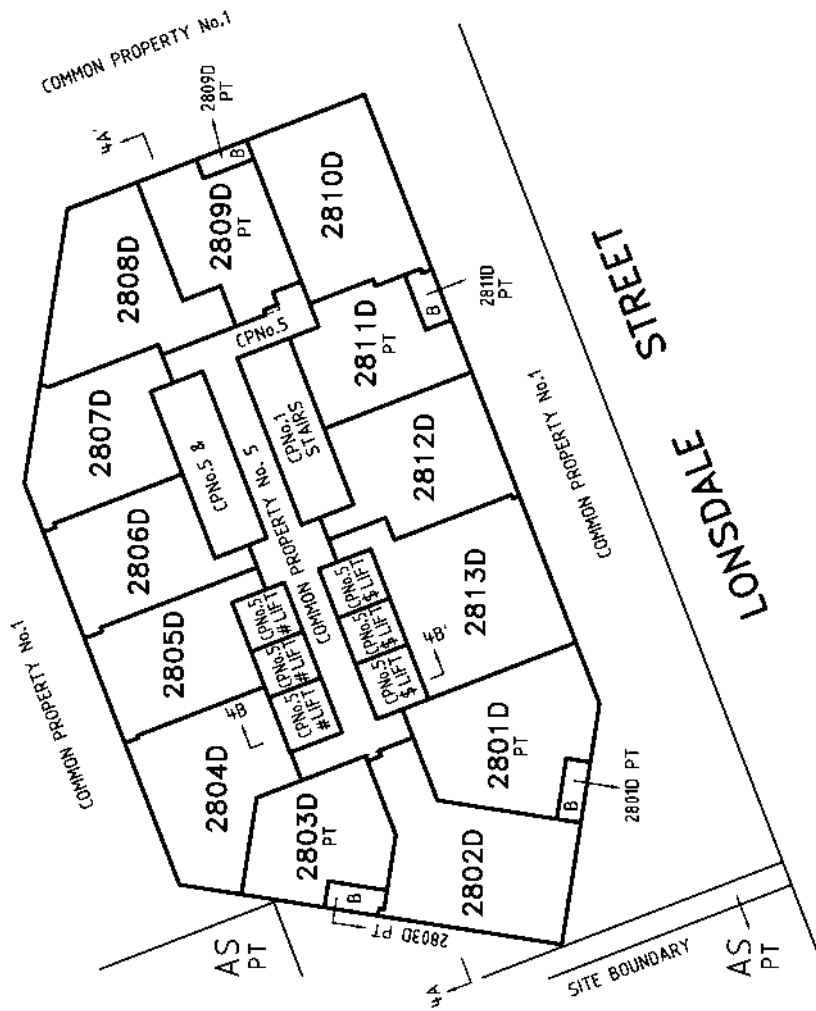 COMMON PROPERTY No.1
2809D
PT
4A'
B
2808D
2809D
PT
2810D
CPNo.5
2811D
PT
B
2811D
PT
2807D
CPNo.5 &
CPNo.1
STAIRS
STREET
2806D
COMMON PROPERTY No. 5
2812D
COMMON PROPERTY No.1
LONSDALE
COMMON PROPERTY No.1
2805D
CPNo.5
# LIFT
CPNo.5
# LIFT
CPNo.5
# LIFT
CPNo.5
$ LIFT
CPNo.5
$ LIFT
CPNo.5
$ LIFT
2813D
4B
4B'
2804D
2801D
PT
2803D
PT
B
2801D PT
2802D
B
2803D PT
AS
PT
4A
SITE BOUNDARY
AS
PT